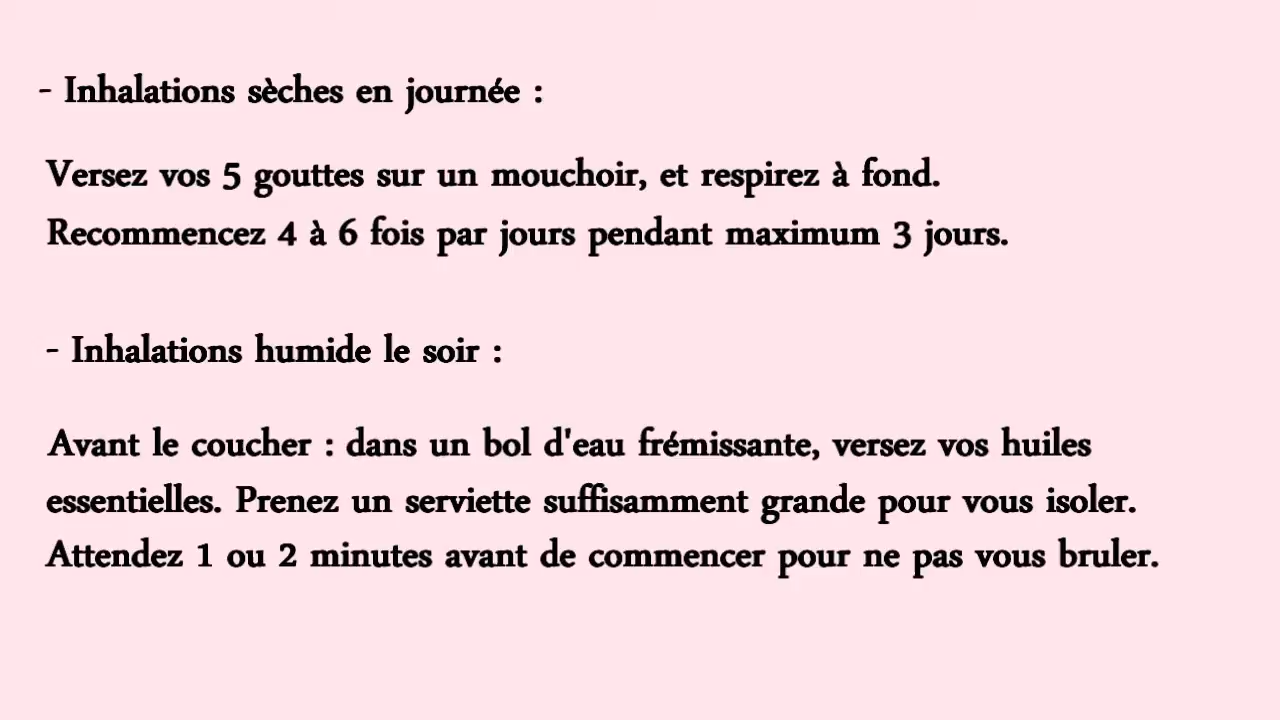 - Inhalations sèches en journée :
Versez vos 5 gouttes sur un mouchoir, et respirez à fond.
Recommencez 4 à 6 fois par jours pendant maximum 3 jours.
- Inhalations humide le soir :
Avant le coucher : dans un bol d'eau frémissante, versez vos huiles
essentielles. Prenez un serviette suffisamment grande pour vous isoler.
Attendez 1 ou 2 minutes avant de commencer pour ne pas vous bruler.